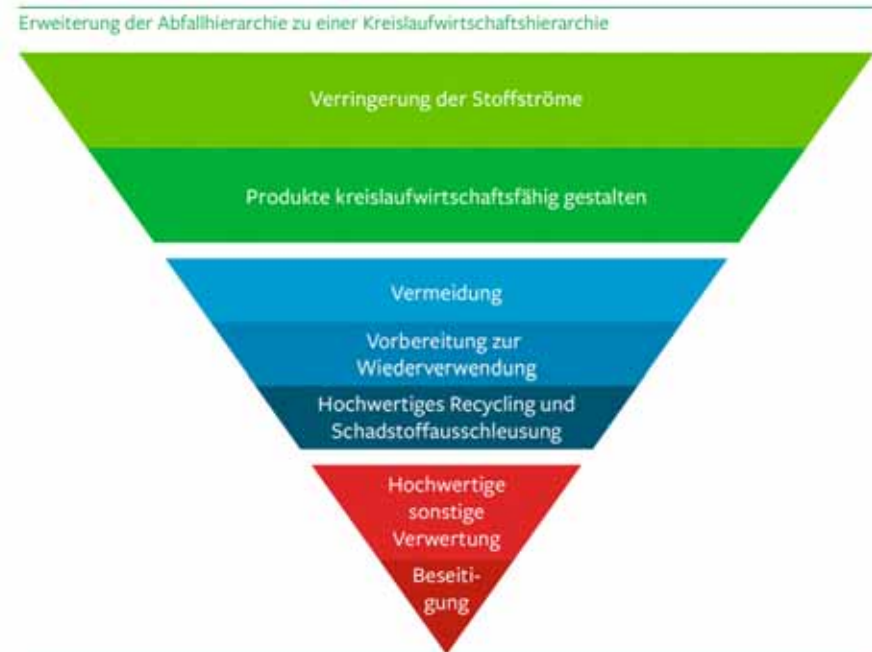 Erweiterung der Abfallhierarchie zu einer Kreislaufwirtschaftshierarchie
Verringerung der Stoffströme
Produkte kreislaufwirtschaftsfähig gestalten
Vermeidung
Vorbereitung zur
Wiederverwendung
Hochwertiges Recycling und
Schadstoffausschleusung
Hochwertige
sonstige
Verwertung
Beseiti-
gung